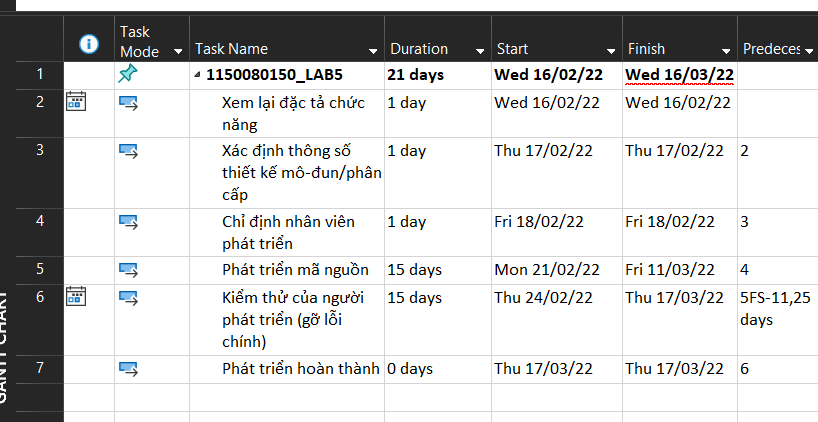 Task
Mode
Task Name
Duration
Start
Finish
Predeces
1
1150080150_LAB5
21 days
Wed 16/02/22
Wed 16/03/22
2
Xem lại đặc tả chức
năng
1 day
Wed 16/02/22
Wed 16/02/22
3
Xác định thông số
thiết kế mô-đun/phân
cấp
1 day
Thu 17/02/22
Thu 17/02/22
2
4
Chỉ định nhân viên
phát triển
1 day
Fri 18/02/22
Fri 18/02/22
3
5
Phát triển mã nguồn
15 days
Mon 21/02/22
Fri 11/03/22
4
6
Kiểm thử của người
phát triển (gỡ lỗi
chính)
15 days
Thu 24/02/22
Thu 17/03/22
5FS-11,25
days
7
Phát triển hoàn thành
0 days
Thu 17/03/22
Thu 17/03/22
6
GANTT CHART